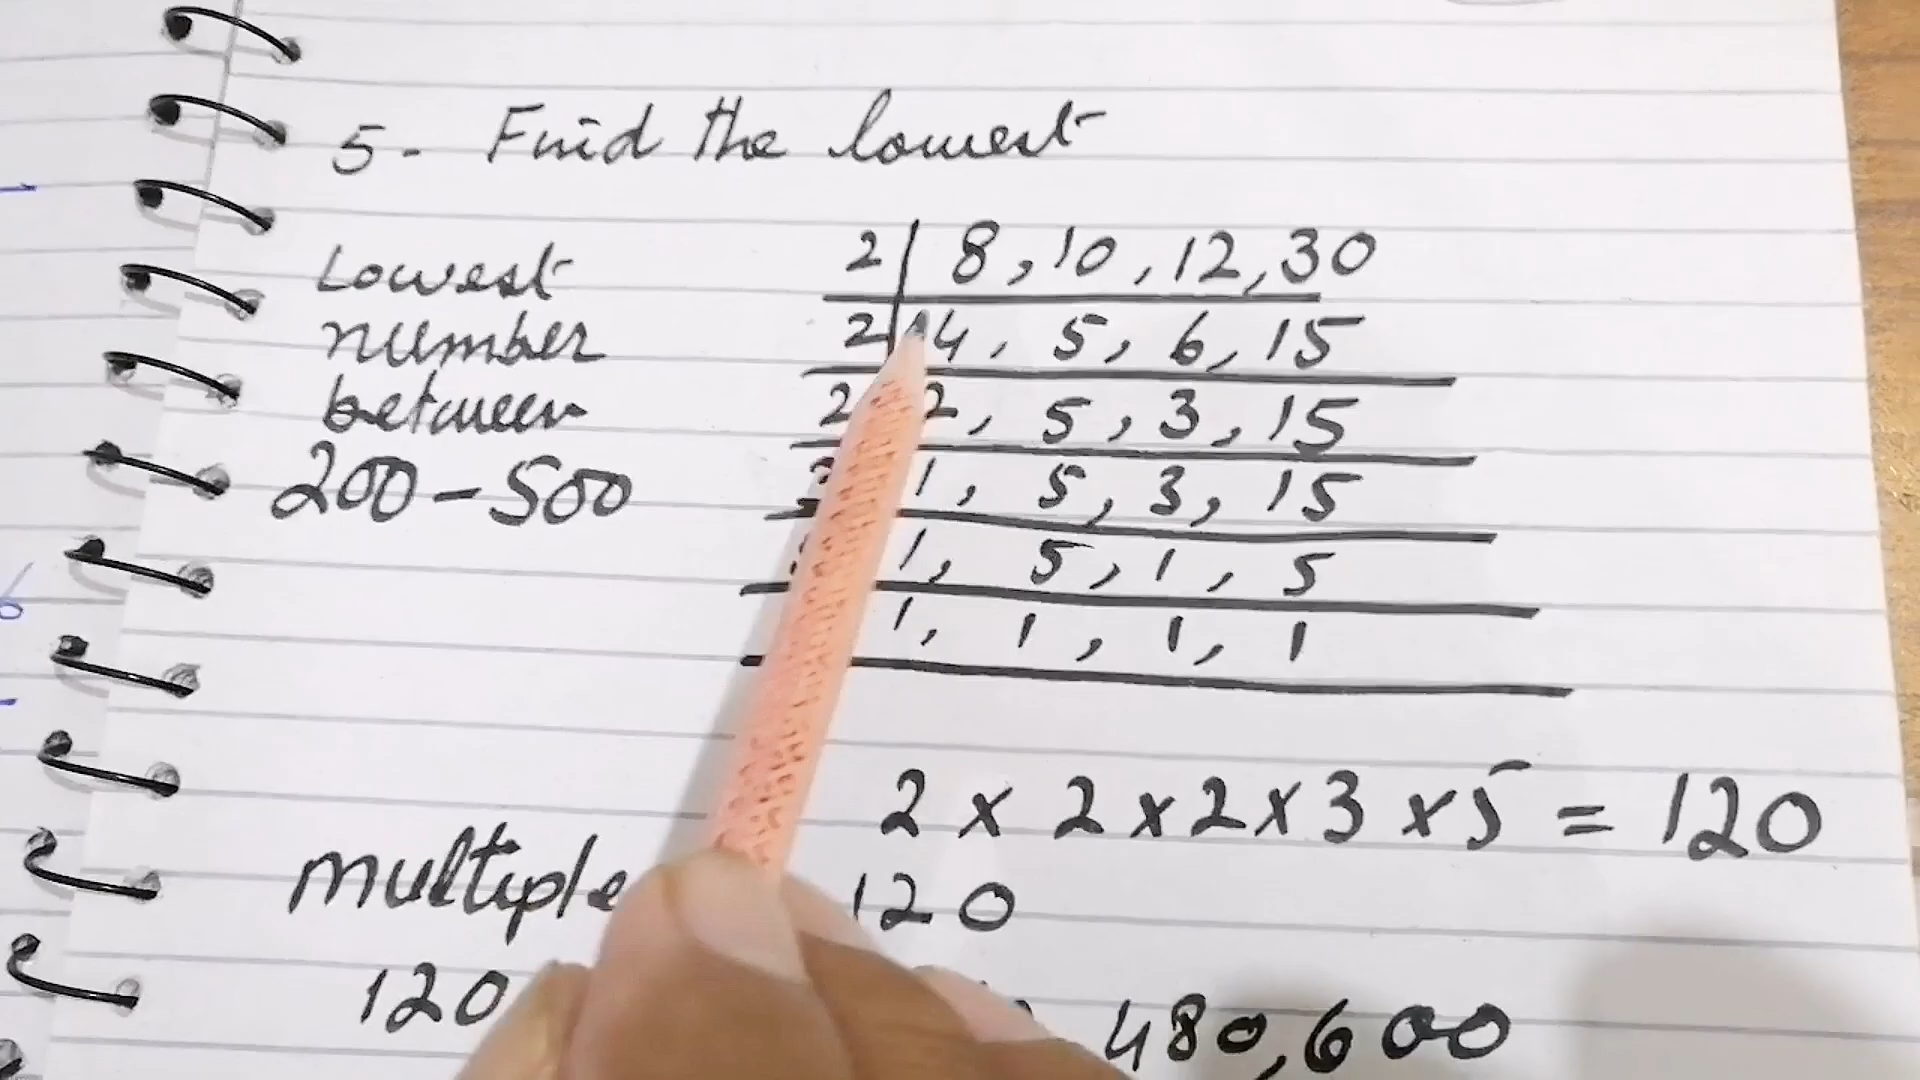 5- Find the lowest
Lowest
number
between
200-500
2 | 8, 10, 12, 30
2 | 4, 5, 6, 15
2 2, 5, 3, 15
3 1, 5, 3, 15
1, 5, 1, 5
1, 1, 1, 1
2 × 2 × 2 × 3 × 5 = 120
multiple 120
120 480, 600